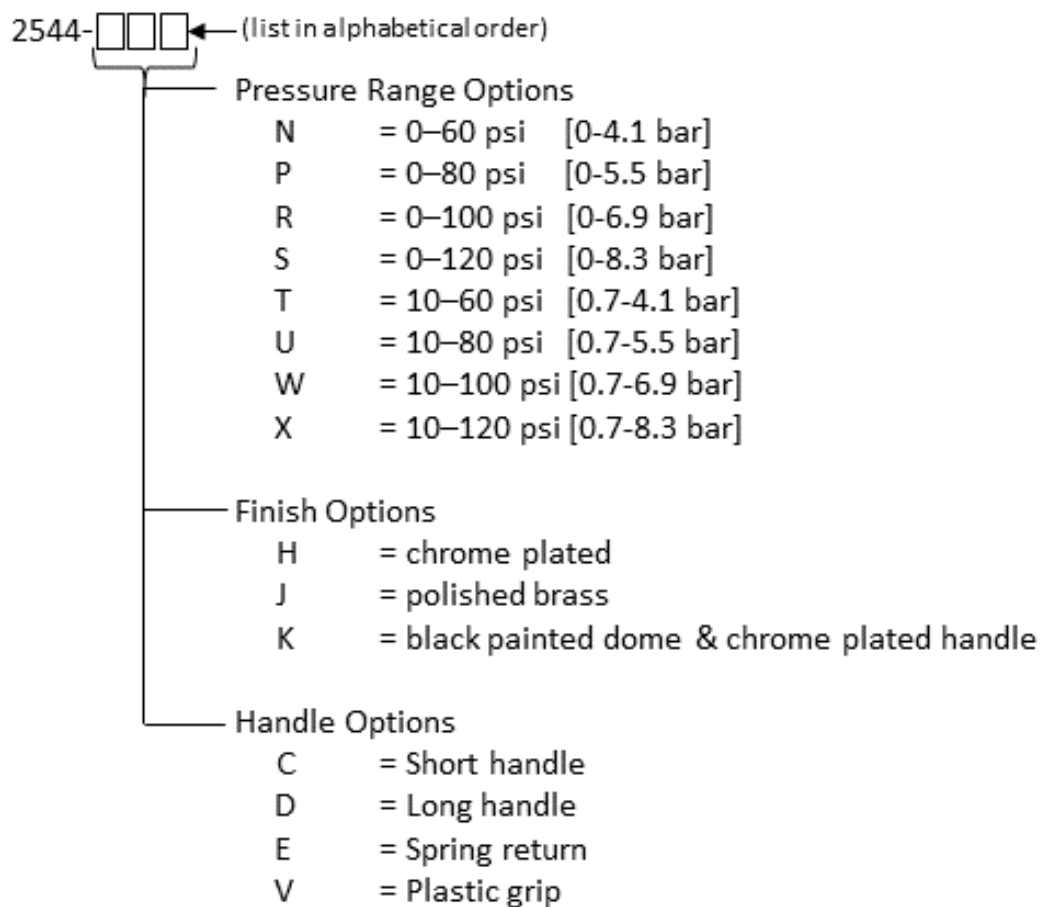 2544-□□□ (list in alphabetical order)
Pressure Range Options
N = 0–60 psi [0-4.1 bar]
P = 0–80 psi [0-5.5 bar]
R = 0–100 psi [0-6.9 bar]
S = 0–120 psi [0-8.3 bar]
T = 10–60 psi [0.7-4.1 bar]
U = 10–80 psi [0.7-5.5 bar]
W = 10–100 psi [0.7-6.9 bar]
X = 10–120 psi [0.7-8.3 bar]
Finish Options
H = chrome plated
J = polished brass
K = black painted dome & chrome plated handle
Handle Options
C = Short handle
D = Long handle
E = Spring return
V = Plastic grip